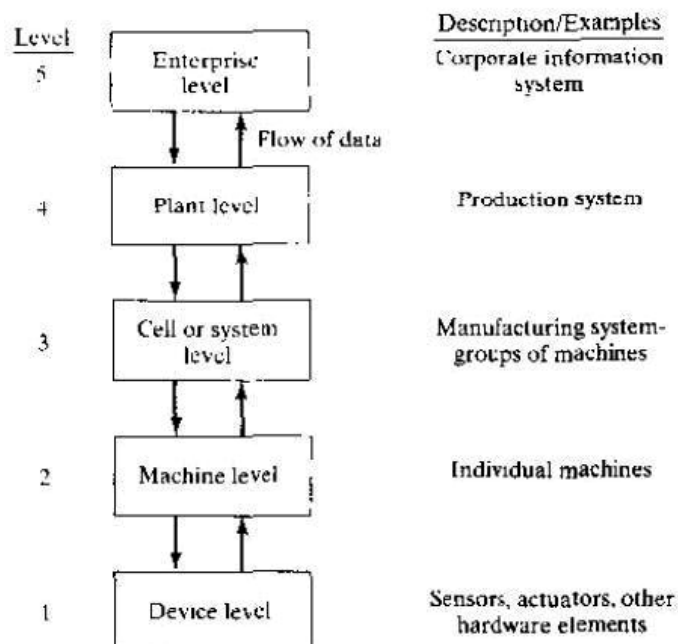 Level
Description/Examples
5
Enterprise
level
Corporate information
system
Flow of data
4
Plant level
Production system
3
Cell or system
level
Manufacturing system-
groups of machines
2
Machine level
Individual machines
1
Device level
Sensors, actuators, other
hardware elements